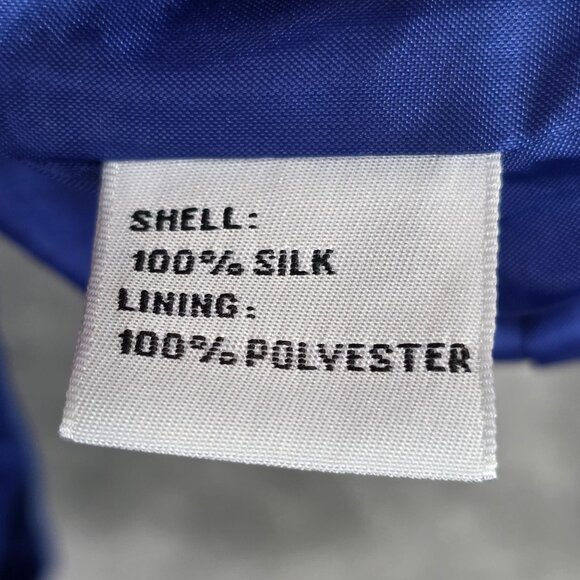 SHELL:
100% SILK
LINING:
100% POLYESTER